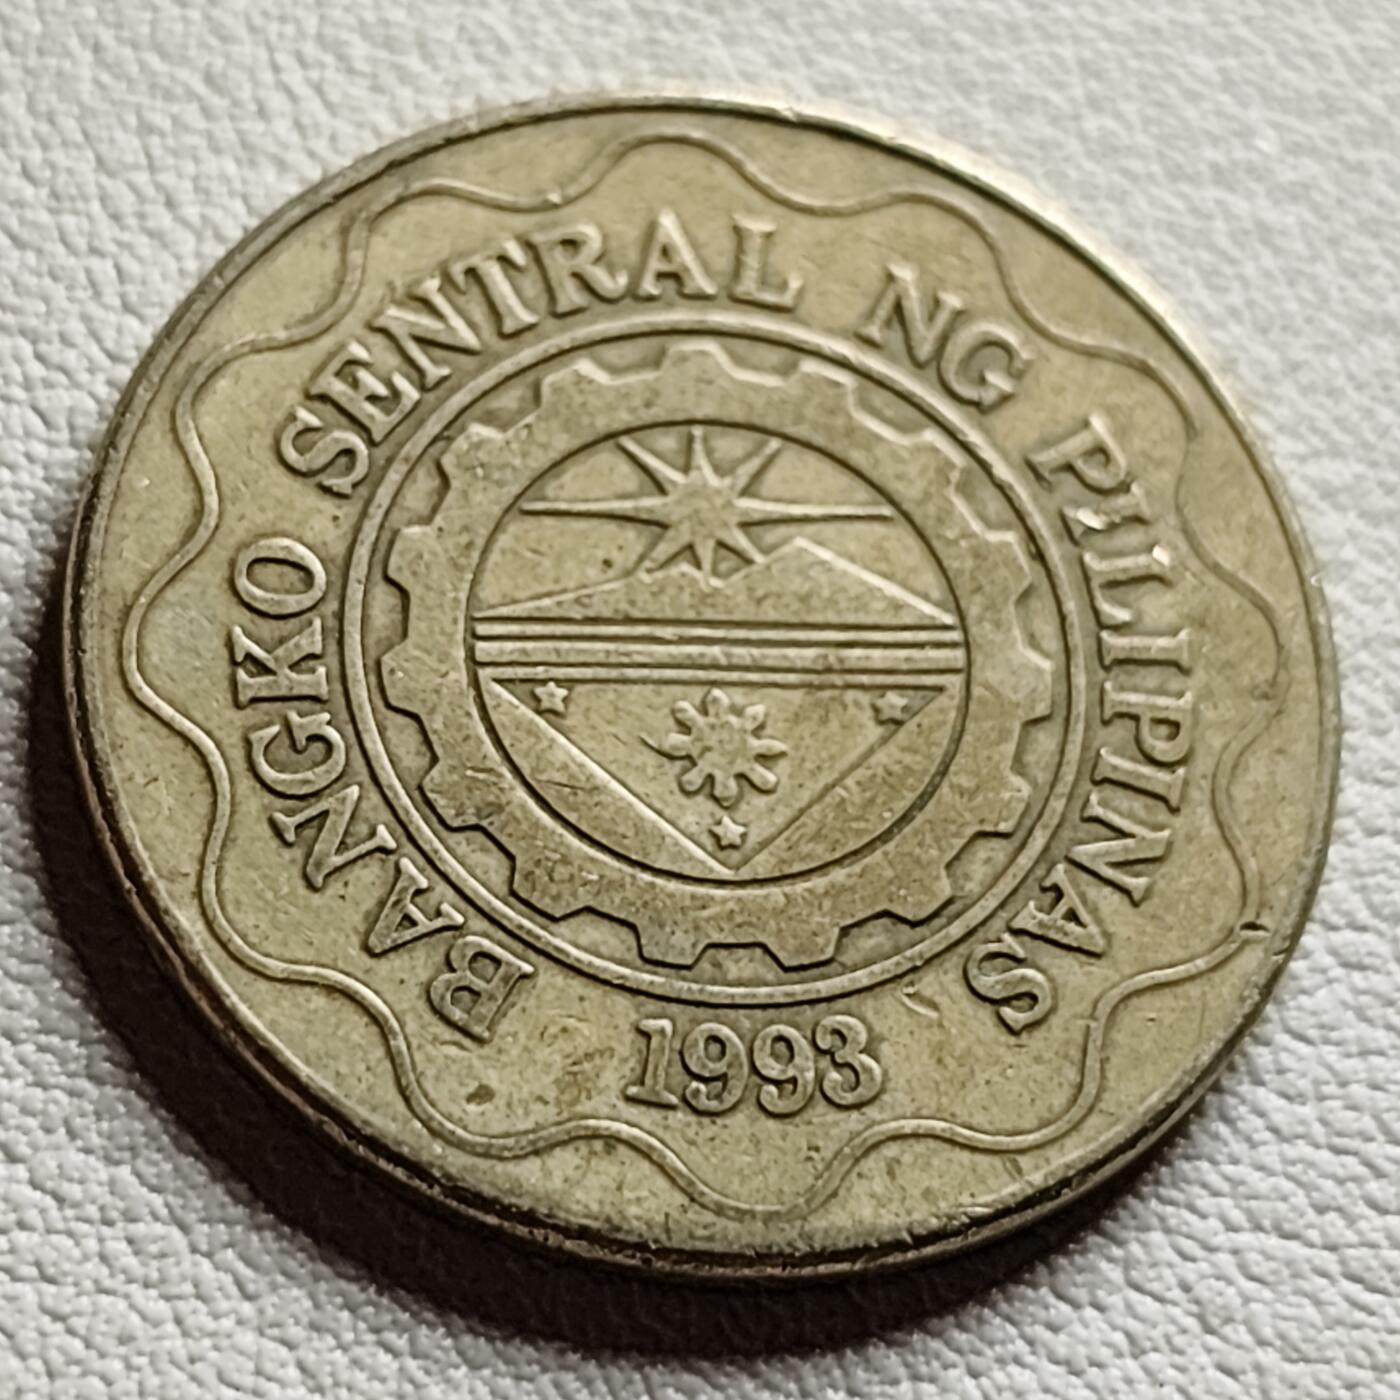 BANGKO SENTRAL NG PILIPINAS
1993